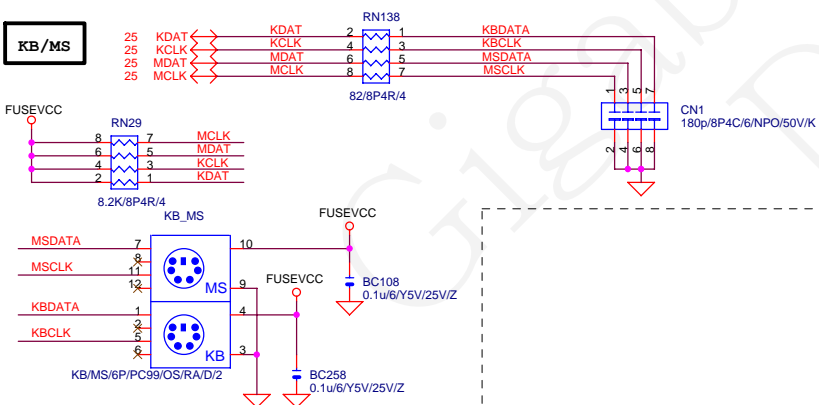 KB/MS
RN138
25 KDAT KDAT 2 1 KBDATA
25 KCLK KCLK 4 3 KBCLK
25 MDAT MDAT 6 5 MSDATA
25 MCLK MCLK 8 7 MSCLK
82/8P4R/4
1 3 5 7
CN1
180p/8P4C/6/NPO/50V/K
2 4 6 8
FUSEVCC
RN29
8 7 MCLK
6 5 MDAT
4 3 KCLK
2 1 KDAT
8.2K/8P4R/4
KB_MS
FUSEVCC
MSDATA 7 10
8
MSCLK 11
12 MS 9
BC108
0.1u/6/Y5V/25V/Z
FUSEVCC
KBDATA 1 4
2
KBCLK 5
6 KB 3
KB/MS/6P/PC99/OS/RA/D/2
BC258
0.1u/6/Y5V/25V/Z
Gigab